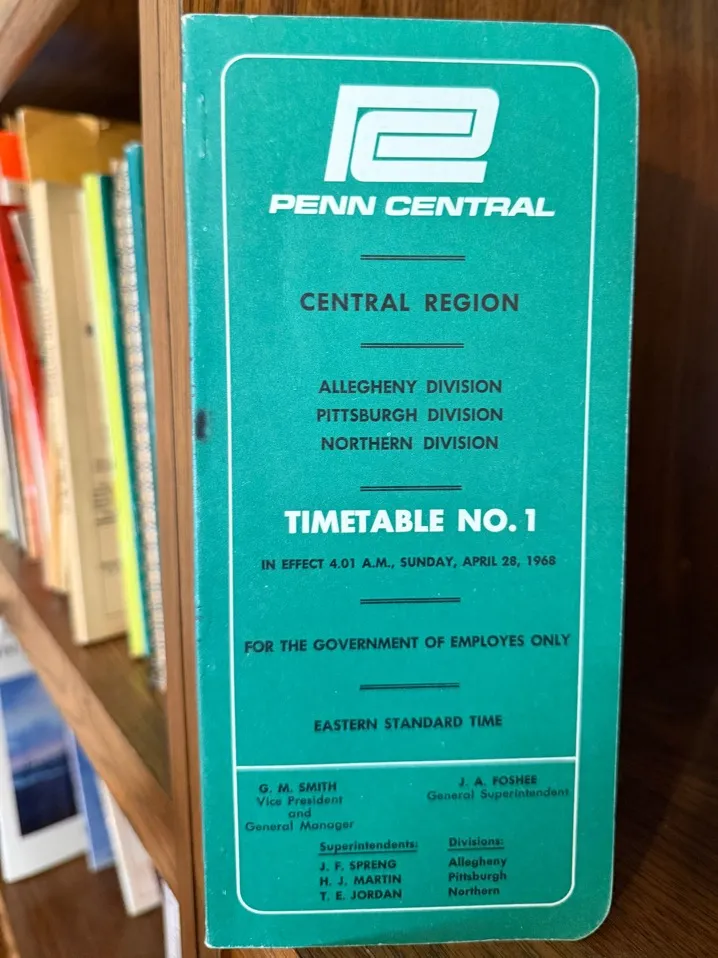 PC
PENN CENTRAL
CENTRAL REGION
ALLEGHENY DIVISION
PITTSBURGH DIVISION
NORTHERN DIVISION
TIMETABLE NO. 1
IN EFFECT 4.01 A.M., SUNDAY, APRIL 28, 1968
FOR THE GOVERNMENT OF EMPLOYES ONLY
EASTERN STANDARD TIME
G. M. SMITH
Vice President
and
General Manager
J. A. FOSHEE
General Superintendent
Superintendents: Divisions:
J. F. SPRENG Allegheny
H. J. MARTIN Pittsburgh
T. E. JORDAN Northern